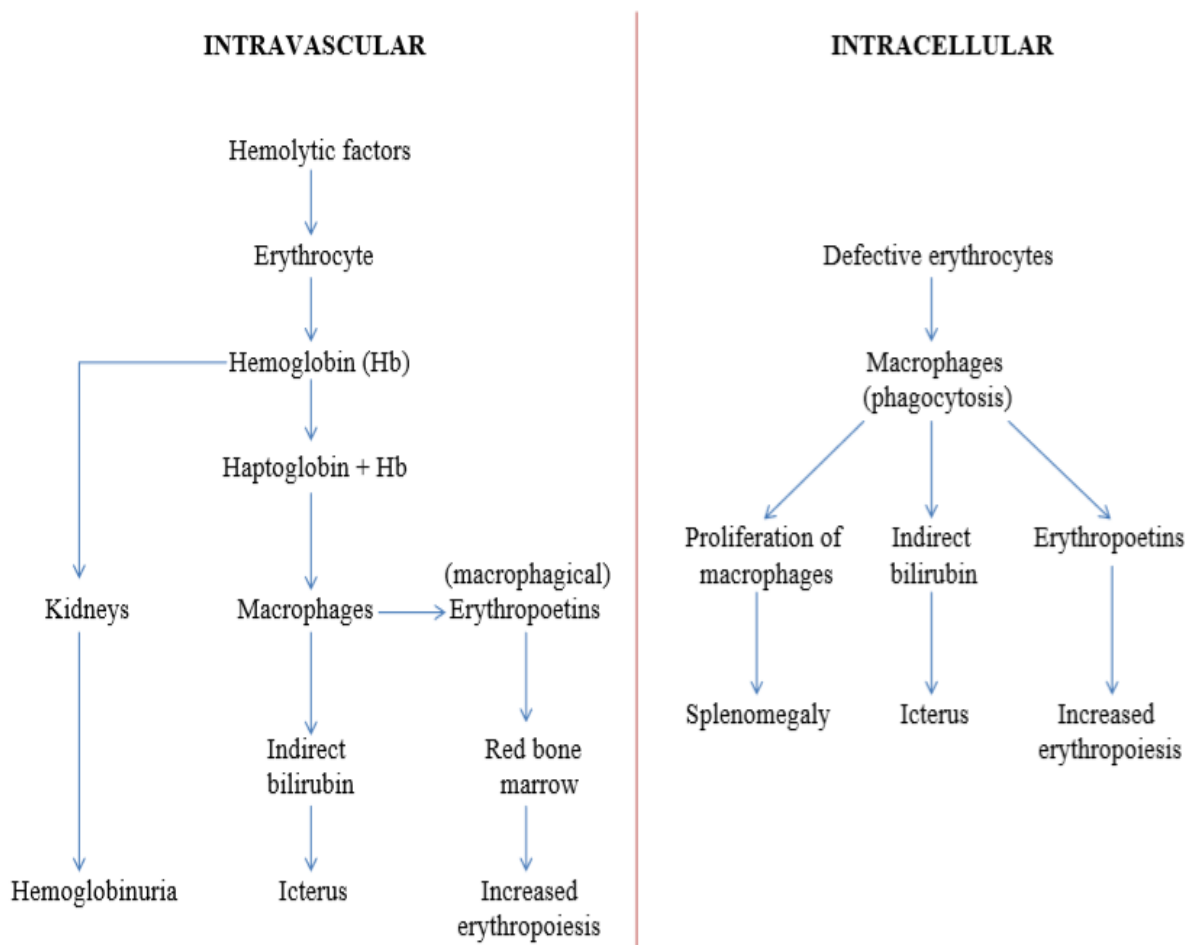 INTRAVASCULAR
Hemolytic factors
Erythrocyte
Hemoglobin (Hb)
Haptoglobin + Hb
Kidneys
Macrophages
(macrophagical)
Erythropoetins
Indirect
bilirubin
Red bone
marrow
Hemoglobinuria
Icterus
Increased
erythropoiesis
INTRACELLULAR
Defective erythrocytes
Macrophages
(phagocytosis)
Proliferation of
macrophages
Indirect
bilirubin
Erythropoetins
Splenomegaly
Icterus
Increased
erythropoiesis